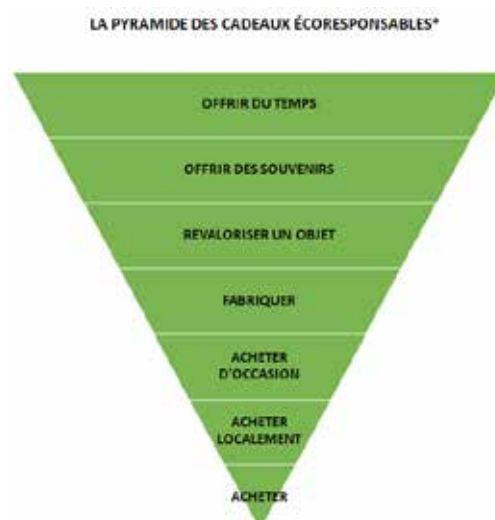 LA PYRAMIDE DES CADEAUX ÉCORESPONSABLES*
OFFRIR DU TEMPS
OFFRIR DES SOUVENIRS
REVALORISER UN OBJET
FABRIQUER
ACHETER
D'OCCASION
ACHETER
LOCALEMENT
ACHETER